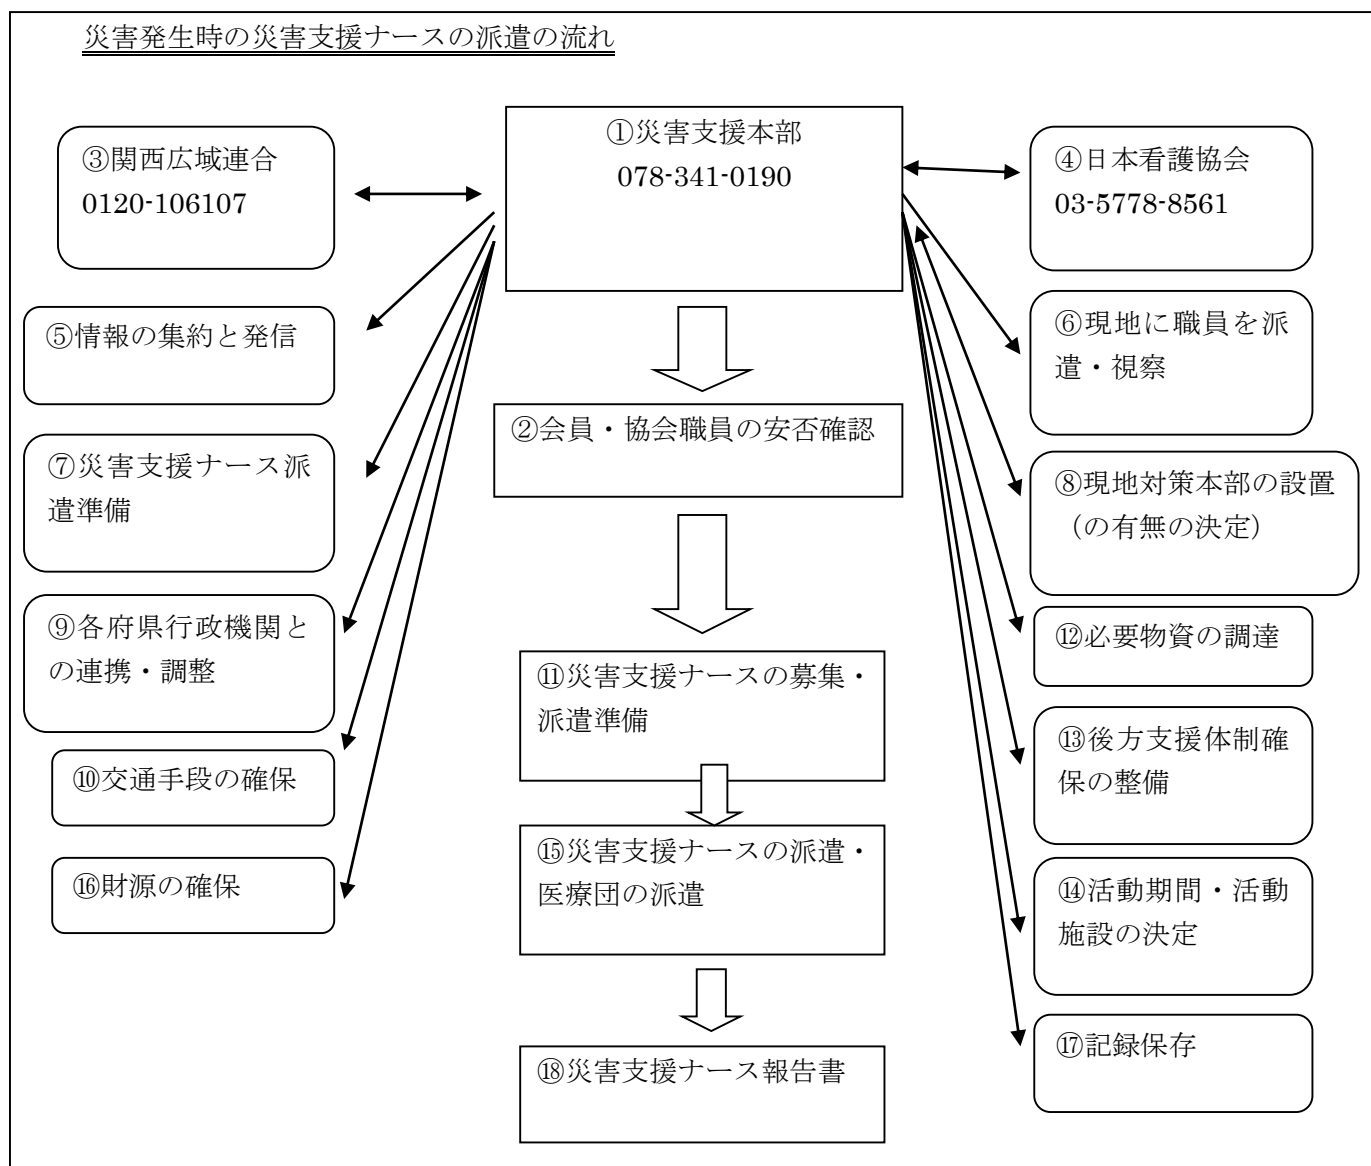 災害発生時の災害支援ナースの派遣の流れ
①災害支援本部
078-341-0190
③関西広域連合
0120-106107
④日本看護協会
03-5778-8561
⑤情報の集約と発信
⑥現地に職員を派
遣・視察
②会員・協会職員の安否確認
⑦災害支援ナース派
遣準備
⑧現地対策本部の設置
（の有無の決定）
⑨各府県行政機関と
の連携・調整
⑫必要物資の調達
⑪災害支援ナースの募集・
派遣準備
⑬後方支援体制確
保の整備
⑩交通手段の確保
⑮災害支援ナースの派遣・
医療団の派遣
⑯財源の確保
⑭活動期間・活動
施設の決定
⑰記録保存
⑱災害支援ナース報告書